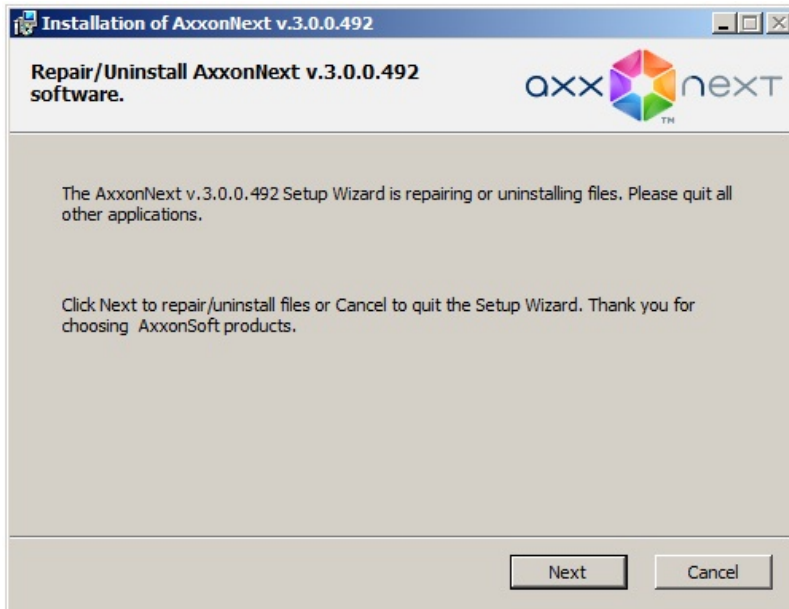 Installation of AxxonNext v.3.0.0.492
Repair/Uninstall AxxonNext v.3.0.0.492
software.
axx next
TM
The AxxonNext v.3.0.0.492 Setup Wizard is repairing or uninstalling files. Please quit all
other applications.
Click Next to repair/uninstall files or Cancel to quit the Setup Wizard. Thank you for
choosing  AxxonSoft products.
Next
Cancel